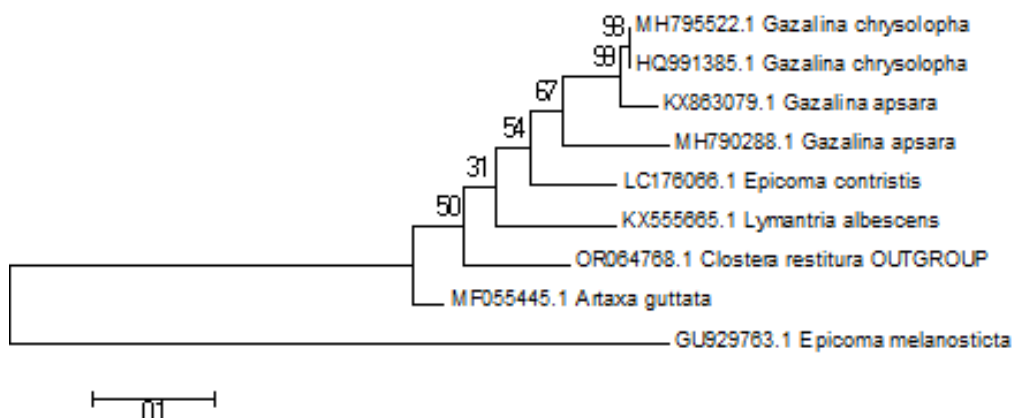 98
MH795522.1 Gazalina chrysolopha
99
HQ991385.1 Gazalina chrysolopha
67
KX863079.1 Gazalina apsara
54
MH790288.1 Gazalina apsara
31
LC176066.1 Epicoma contristis
50
KX555665.1 Lymantria albescens
OR064768.1 Clostera restitura OUTGROUP
MF055445.1 Artaxa guttata
GU929763.1 Epicoma melanosticta